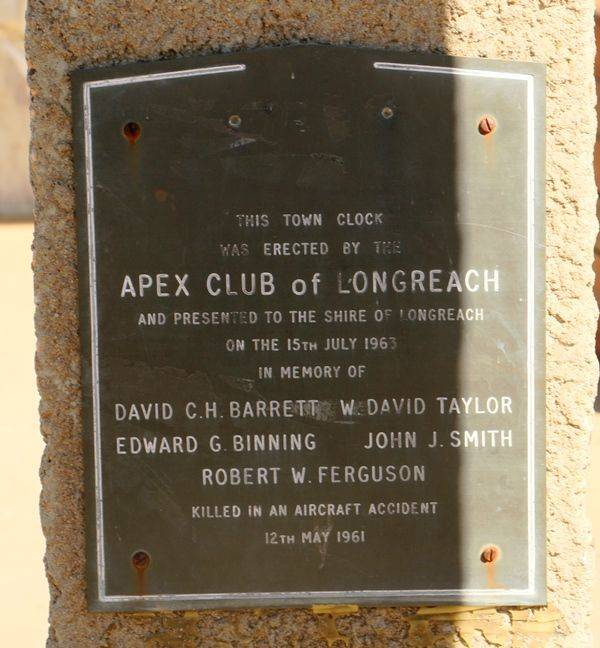 THIS TOWN CLOCK
WAS ERECTED BY THE
APEX CLUB of LONGREACH
AND PRESENTED TO THE SHIRE OF LONGREACH
ON THE 15TH JULY 1963
IN MEMORY OF
DAVID C.H. BARRETT W. DAVID TAYLOR
EDWARD G. BINNING JOHN J. SMITH
ROBERT W. FERGUSON
KILLED IN AN AIRCRAFT ACCIDENT
12TH MAY 1961